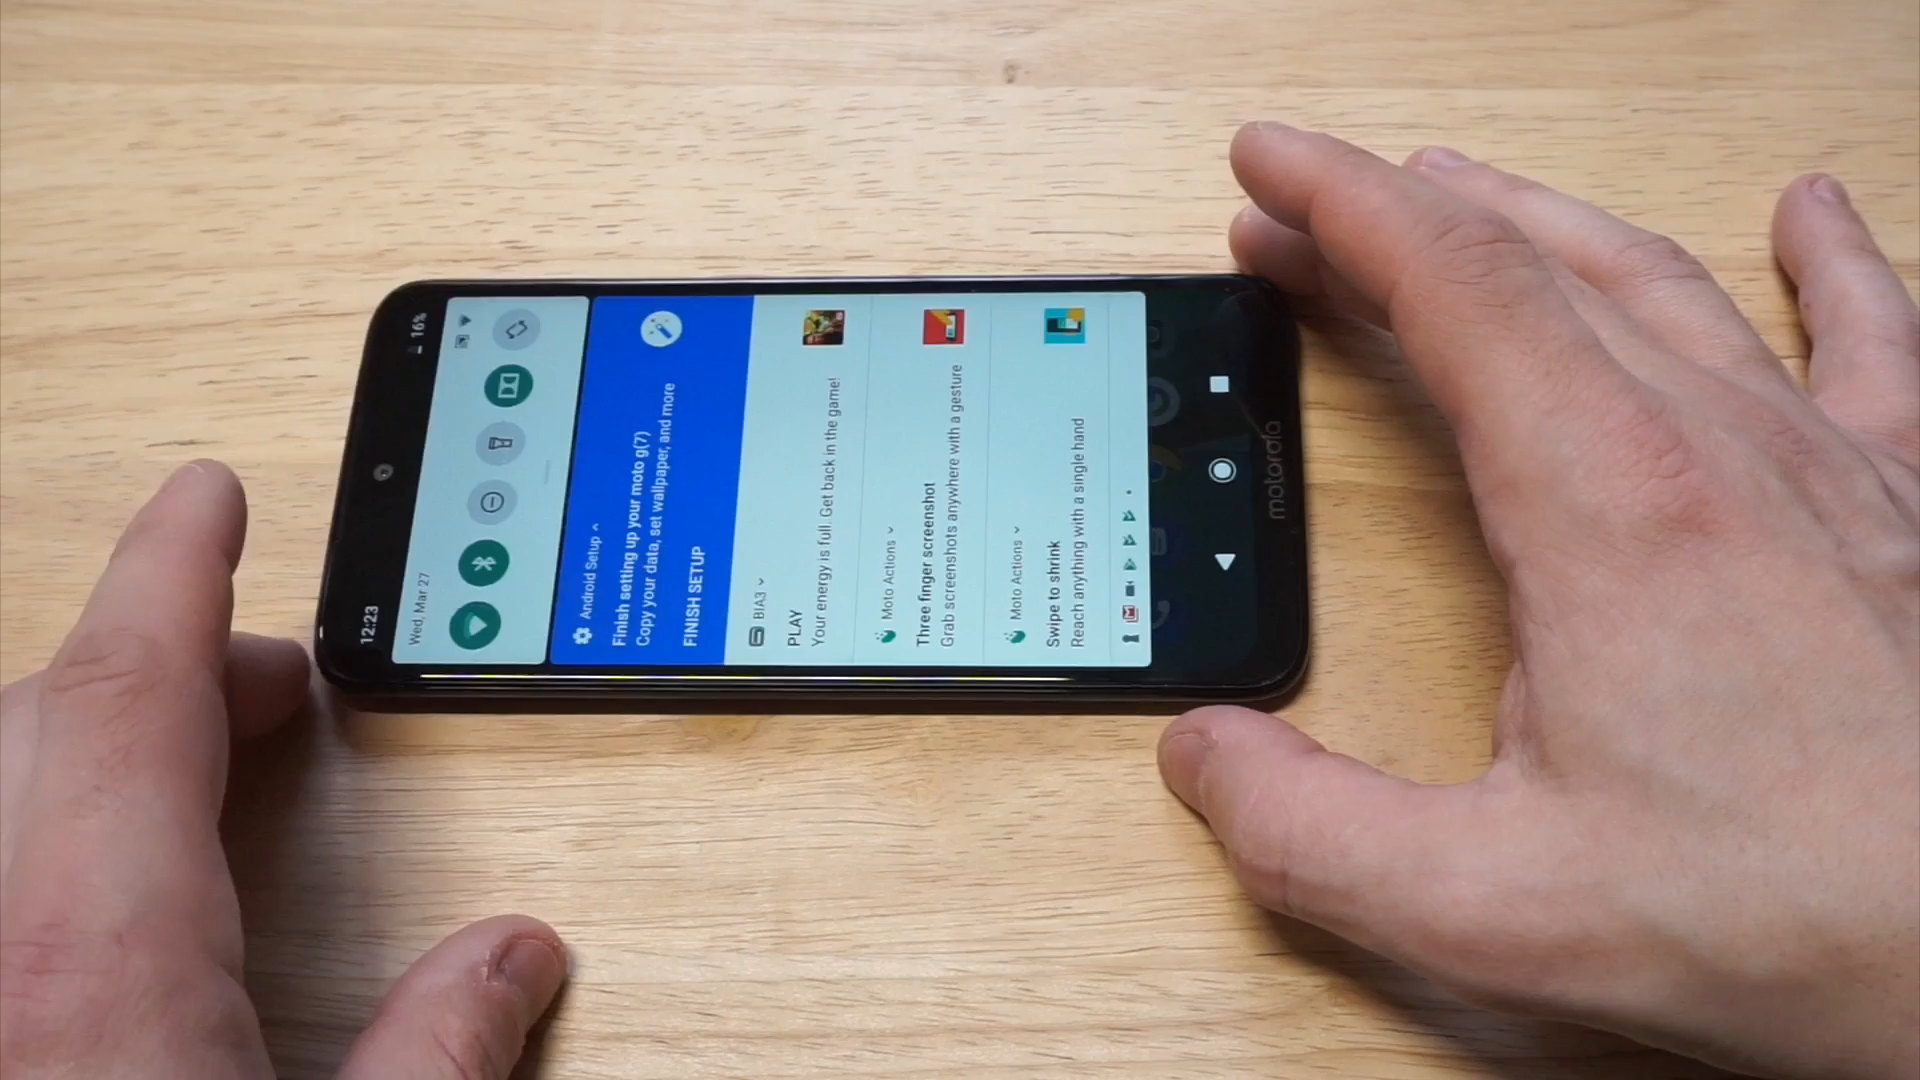 12:23
16%
Wed, Mar 27
Android Setup
Finish setting up your moto g(7)
Copy your data, set wallpaper, and more
FINISH SETUP
BIA3
PLAY
Your energy is full. Get back in the game!
Moto Actions
Three finger screenshot
Grab screenshots anywhere with a gesture
Moto Actions
Swipe to shrink
Reach anything with a single hand
motorola